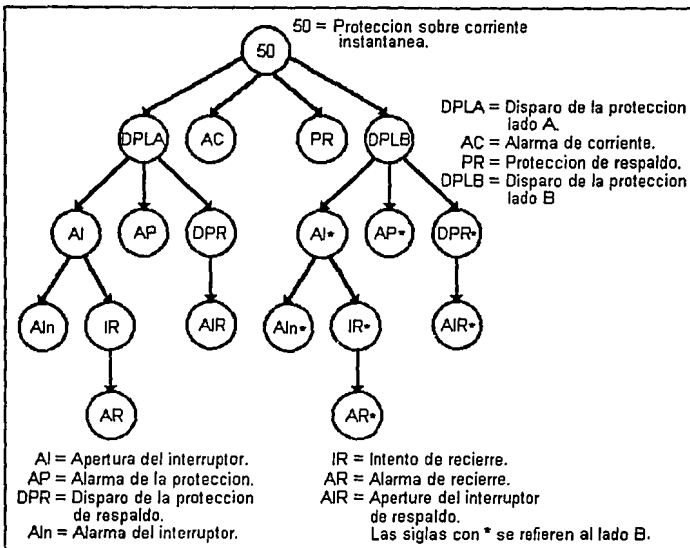 50 = Proteccion sobre corriente
instantanea.
50
DPLA = Disparo de la proteccion
lado A.
AC = Alarma de corriente.
PR = Proteccion de respaldo.
DPLB = Disparo de la proteccion
lado B
DPLA AC PR DPLB
AI AP DPR AI* AP* DPR*
AIn IR AIR AIn* IR* AIR*
AR AR*
AI = Apertura del interruptor.
AP = Alarma de la proteccion.
DPR = Disparo de la proteccion
de respaldo.
AIn = Alarma del interruptor.
IR = Intento de recierre.
AR = Alarma de recierre.
AIR = Aperture del interruptor
de respaldo.
Las siglas con * se refieren al lado B.